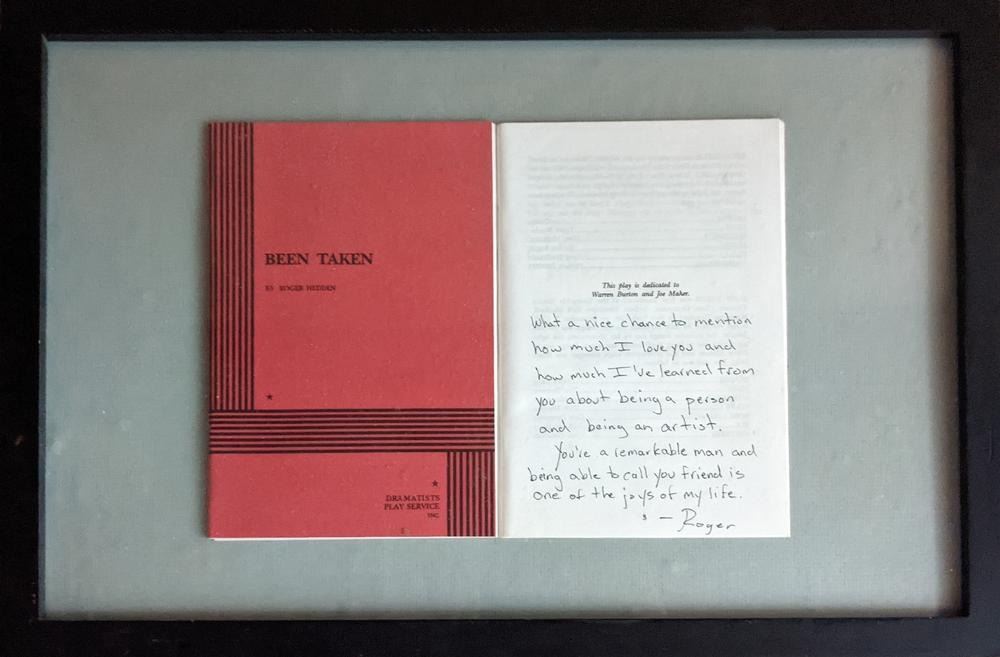 BEEN TAKEN
BY ROGER HEDDEN
DRAMATISTS
PLAY SERVICE
INC.
This play is dedicated to
Warren Burton and Joe Maher.
What a nice chance to mention
how much I love you and
how much I've learned from
you about being a person
and being an artist.
You're a remarkable man and
being able to call you friend is
one of the joys of my life.
— Roger